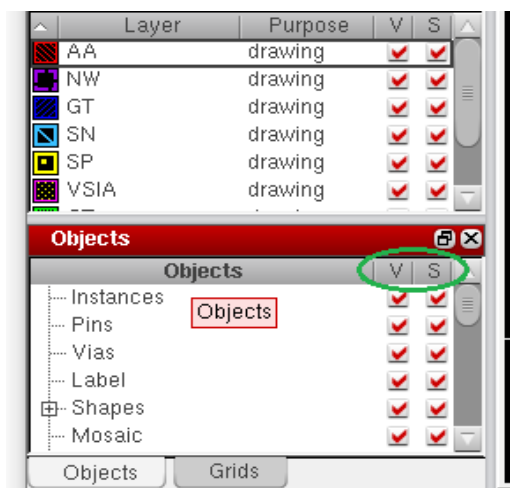 Layer Purpose V S
AA drawing
NW drawing
GT drawing
SN drawing
SP drawing
VSIA drawing
Objects
Objects V S
Instances
Objects
Pins
Vias
Label
Shapes
Mosaic
Objects Grids